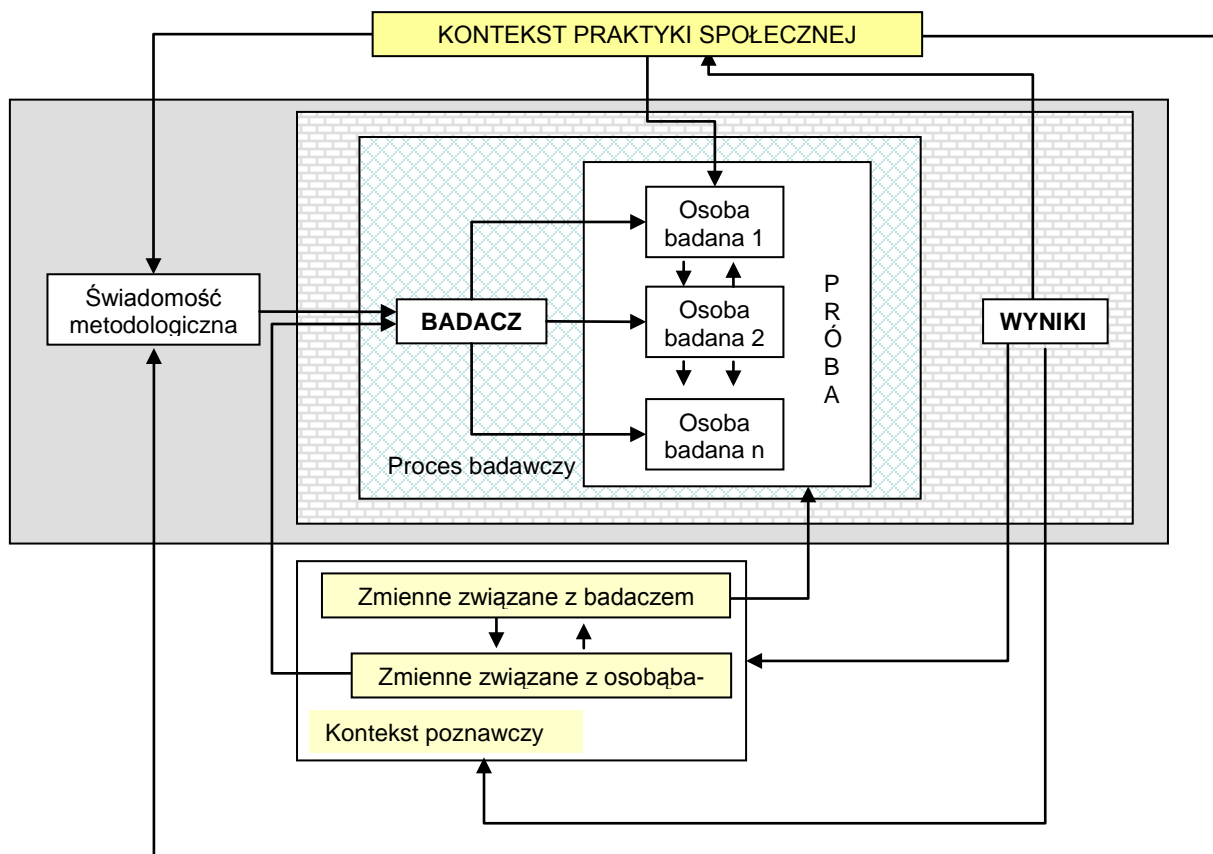 KONTEKST PRAKTYKI SPOŁECZNEJ
Świadomość
metodologiczna
BADACZ
Osoba
badana 1
Osoba
badana 2
Osoba
badana n
P
R
Ó
B
A
WYNIKI
Proces badawczy
Zmienne związane z badaczem
Zmienne związane z osobąba-
Kontekst poznawczy